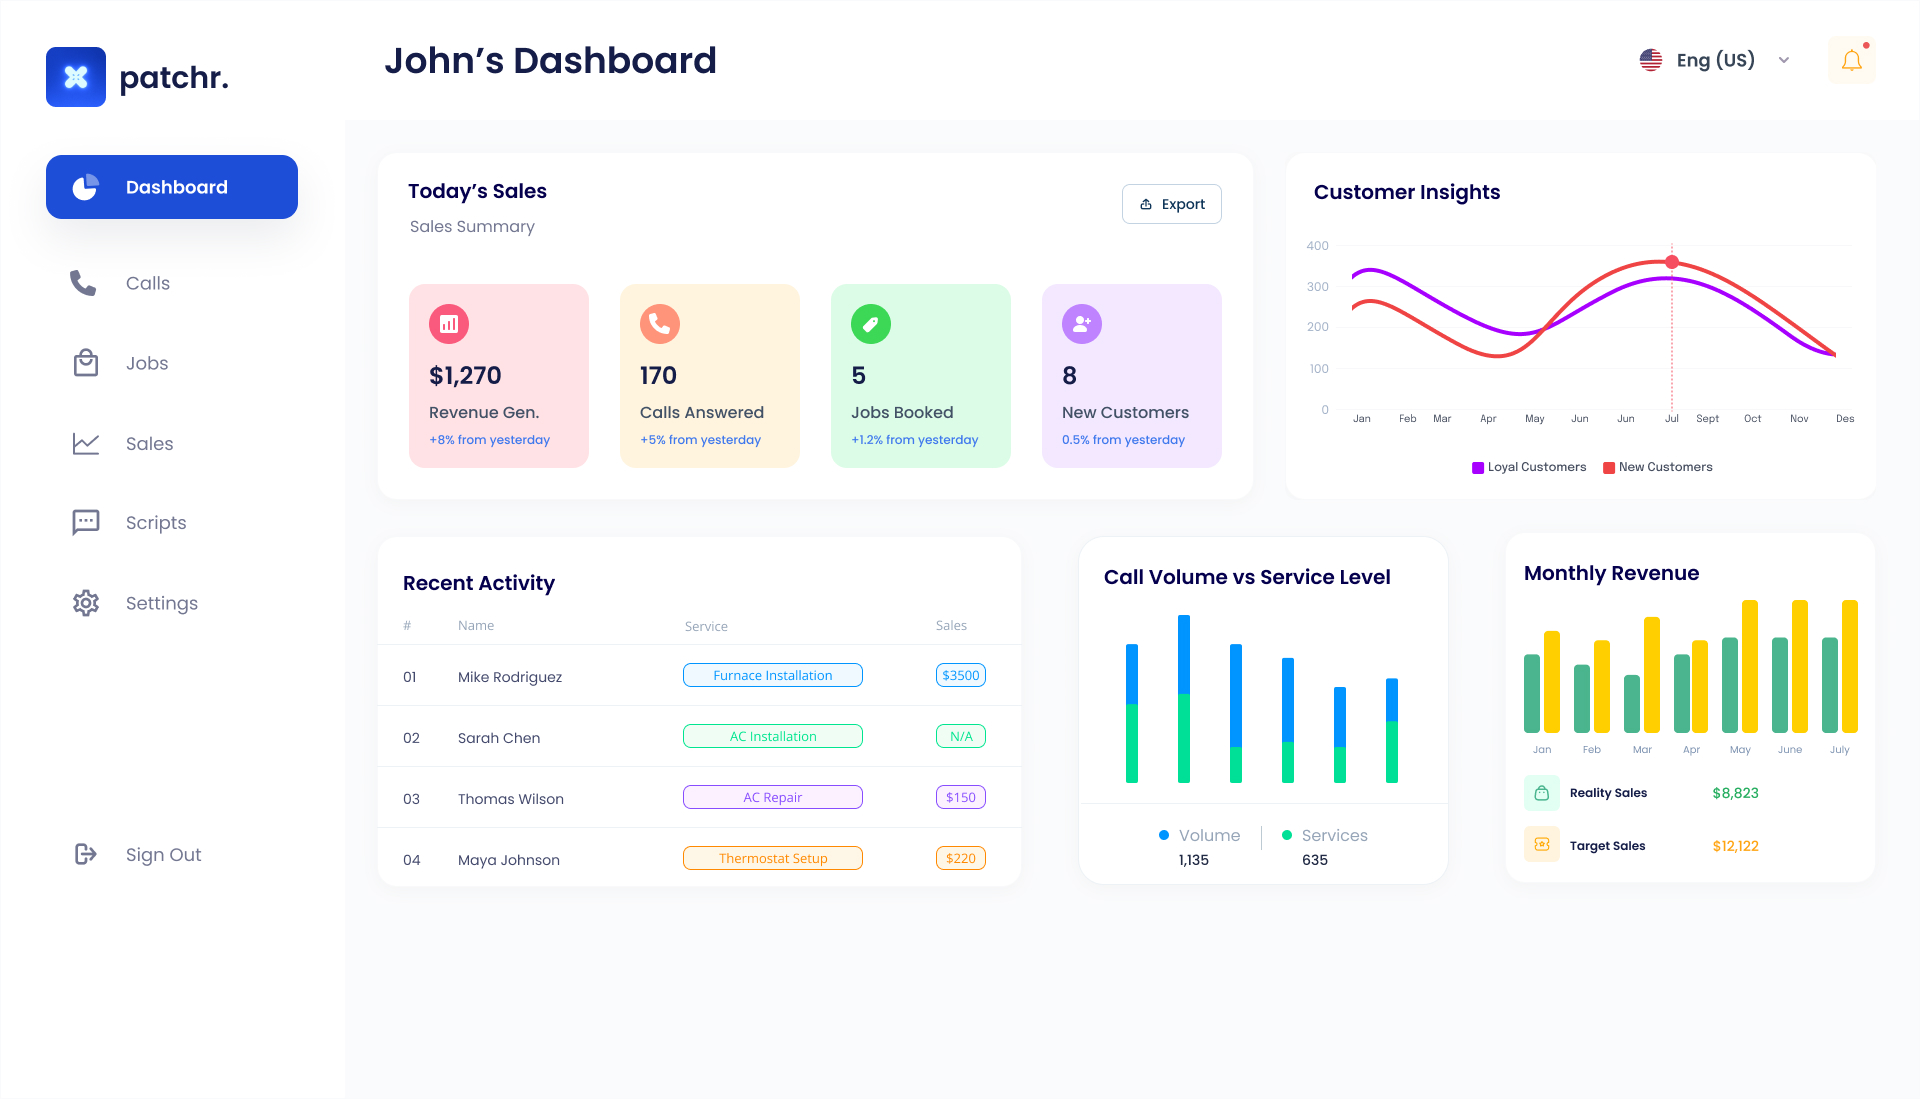 patchr.
John’s Dashboard
Eng (US)
Dashboard
Calls
Jobs
Sales
Scripts
Settings
Sign Out
Today’s Sales
Sales Summary
Export
$1,270
Revenue Gen.
+8% from yesterday
170
Calls Answered
+5% from yesterday
5
Jobs Booked
+1.2% from yesterday
8
New Customers
0.5% from yesterday
Customer Insights
400
300
200
100
0
Jan Feb Mar Apr May Jun Jun Jul Sept Oct Nov Des
Loyal Customers New Customers
Recent Activity
# Name Service Sales
01 Mike Rodriguez Furnace Installation $3500
02 Sarah Chen AC Installation N/A
03 Thomas Wilson AC Repair $150
04 Maya Johnson Thermostat Setup $220
Call Volume vs Service Level
Volume Services
1,135 635
Monthly Revenue
Jan Feb Mar Apr May June July
Reality Sales $8,823
Target Sales $12,122